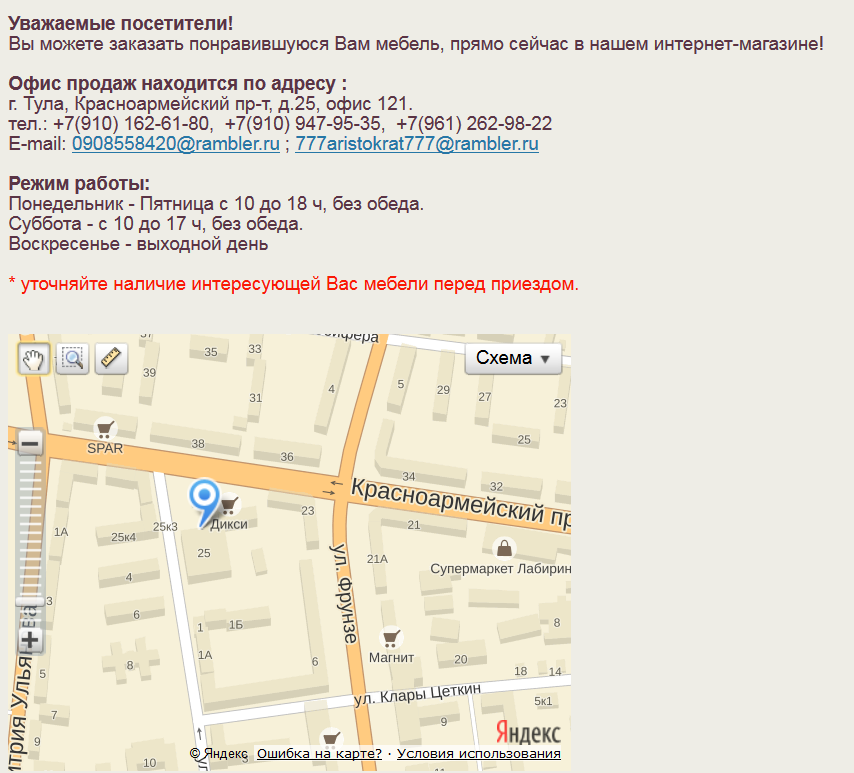 Уважаемые посетители!
Вы можете заказать понравившуюся Вам мебель, прямо сейчас в нашем интернет-магазине!
Офис продаж находится по адресу :
г. Тула, Красноармейский пр-т, д.25, офис 121.
тел.: +7(910) 162-61-80, +7(910) 947-95-35, +7(961) 262-98-22
E-mail: 0908558420@rambler.ru ; 777aristokrat777@rambler.ru
Режим работы:
Понедельник - Пятница с 10 до 18 ч, без обеда.
Суббота - с 10 до 17 ч, без обеда.
Воскресенье - выходной день
* уточняйте наличие интересующей Вас мебели перед приездом.
Схема
35
33
39
4
5
29
27
23
31
SPAR
38
36
25
34
32
Красноармейский пр
Дикси
23
21
1А
25к4
25к3
25
21А
Супермаркет Лабирин
ул. Фрунзе
4
3
6
1
1Б
8
1А
6
Магнит
20
8
5
18
14
ул. Клары Цеткин
5к1
7
9
9
10
5
Яндекс
© Яндекс Ошибка на карте? · Условия использования